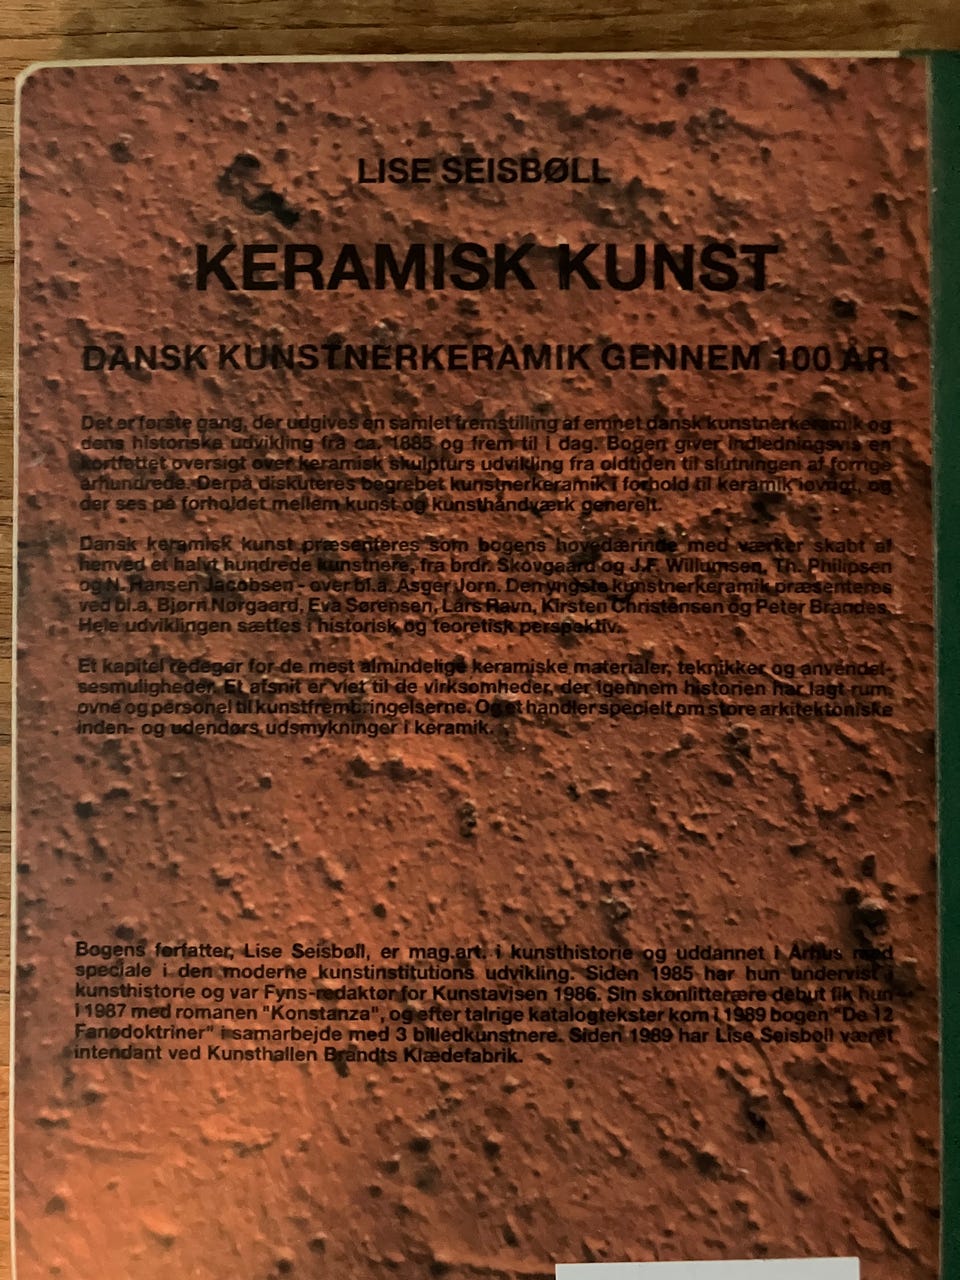 LISE SEISBØLL
KERAMISK KUNST
DANSK KUNSTNERKERAMIK GENNEM 100 ÅR
Det er første gang, der udgives en samlet fremstilling af emnet dansk kunstnerkeramik og
dens historiske udvikling fra ca. 1885 og frem til i dag. Bogen giver indledningsvis en
kortfattet oversigt over keramisk skulpturs udvikling fra oldtiden til slutningen af forrige
århundrede. Derpå diskuteres begrebet kunstnerkeramik i forhold til keramik iøvrigt, og
der ses på forholdet mellem kunst og kunsthåndværk generelt.
Dansk keramisk kunst præsenteres som bogens hovedærinde med værker skabt af
henved et halvt hundrede kunstnere, fra brdr. Skovgaard og J.F. Willumsen, Th. Philipsen
og N. Hansen Jacobsen - over bl.a. Asger Jorn. Den yngste kunstnerkeramik præsenteres
ved bl.a. Bjørn Nørgaard, Eva Sørensen, Lars Ravn, Kirsten Christensen og Peter Brandes.
Hele udviklingen sættes i historisk og teoretisk perspektiv.
Et kapitel redegør for de mest almindelige keramiske materialer, teknikker og anvendel-
sesmuligheder. Et afsnit er viet til de virksomheder, der igennem historien har lagt rum,
ovne og personel til kunstfrembringelserne. Og et handler specielt om store arkitektoniske
inden- og udendørs udsmykninger i keramik.
Bogens forfatter, Lise Seisbøll, er mag.art. i kunsthistorie og uddannet i Århus med
speciale i den moderne kunstinstitutions udvikling. Siden 1985 har hun undervist i
kunsthistorie og var Fyns-redaktør for Kunstavisen 1986. Sin skønlitterære debut fik hun
i 1987 med romanen "Konstanza", og efter talrige katalogtekster kom i 1989 bogen "De 12
Fanødoktriner" i samarbejde med 3 billedkunstnere. Siden 1989 har Lise Seisbøll været
intendant ved Kunsthallen Brandts Klædefabrik.